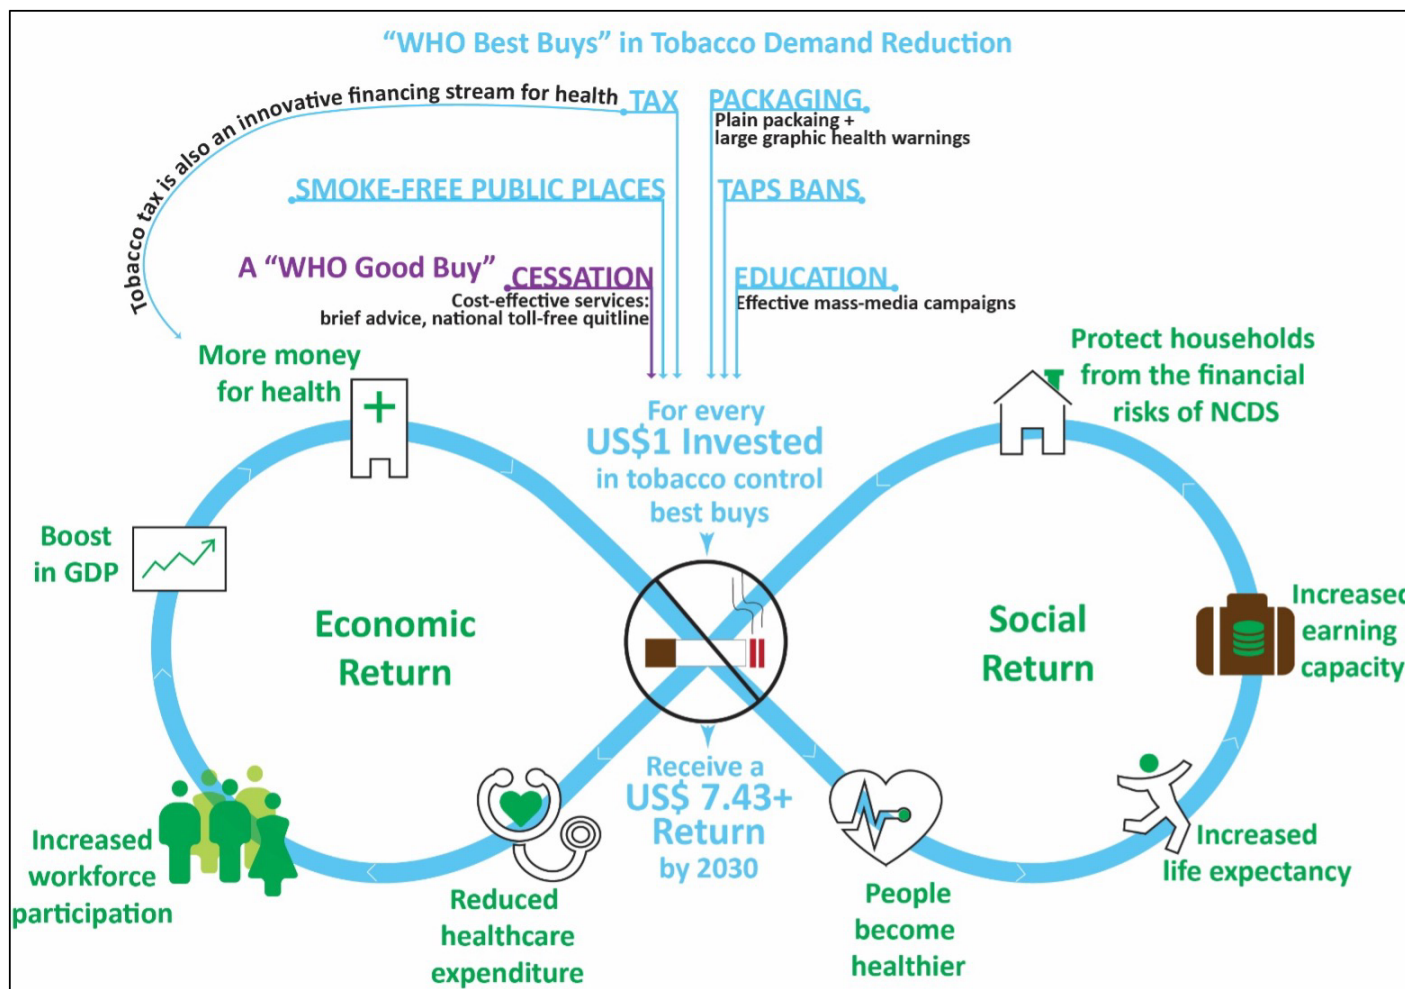 “WHO Best Buys” in Tobacco Demand Reduction
Tobacco tax is also an innovative financing stream for health
TAX
PACKAGING
Plain packaing +
large graphic health warnings
SMOKE-FREE PUBLIC PLACES
TAPS BANS
A “WHO Good Buy”
CESSATION
Cost-effective services:
brief advice, national toll-free quitline
EDUCATION
Effective mass-media campaigns
More money
for health
For every
US$1 Invested
in tobacco control
best buys
Protect households
from the financial
risks of NCDS
Boost
in GDP
Economic
Return
Social
Return
Increased
earning
capacity
Receive a
US$ 7.43+
Return
by 2030
Increased
workforce
participation
Reduced
healthcare
expenditure
People
become
healthier
Increased
life expectancy